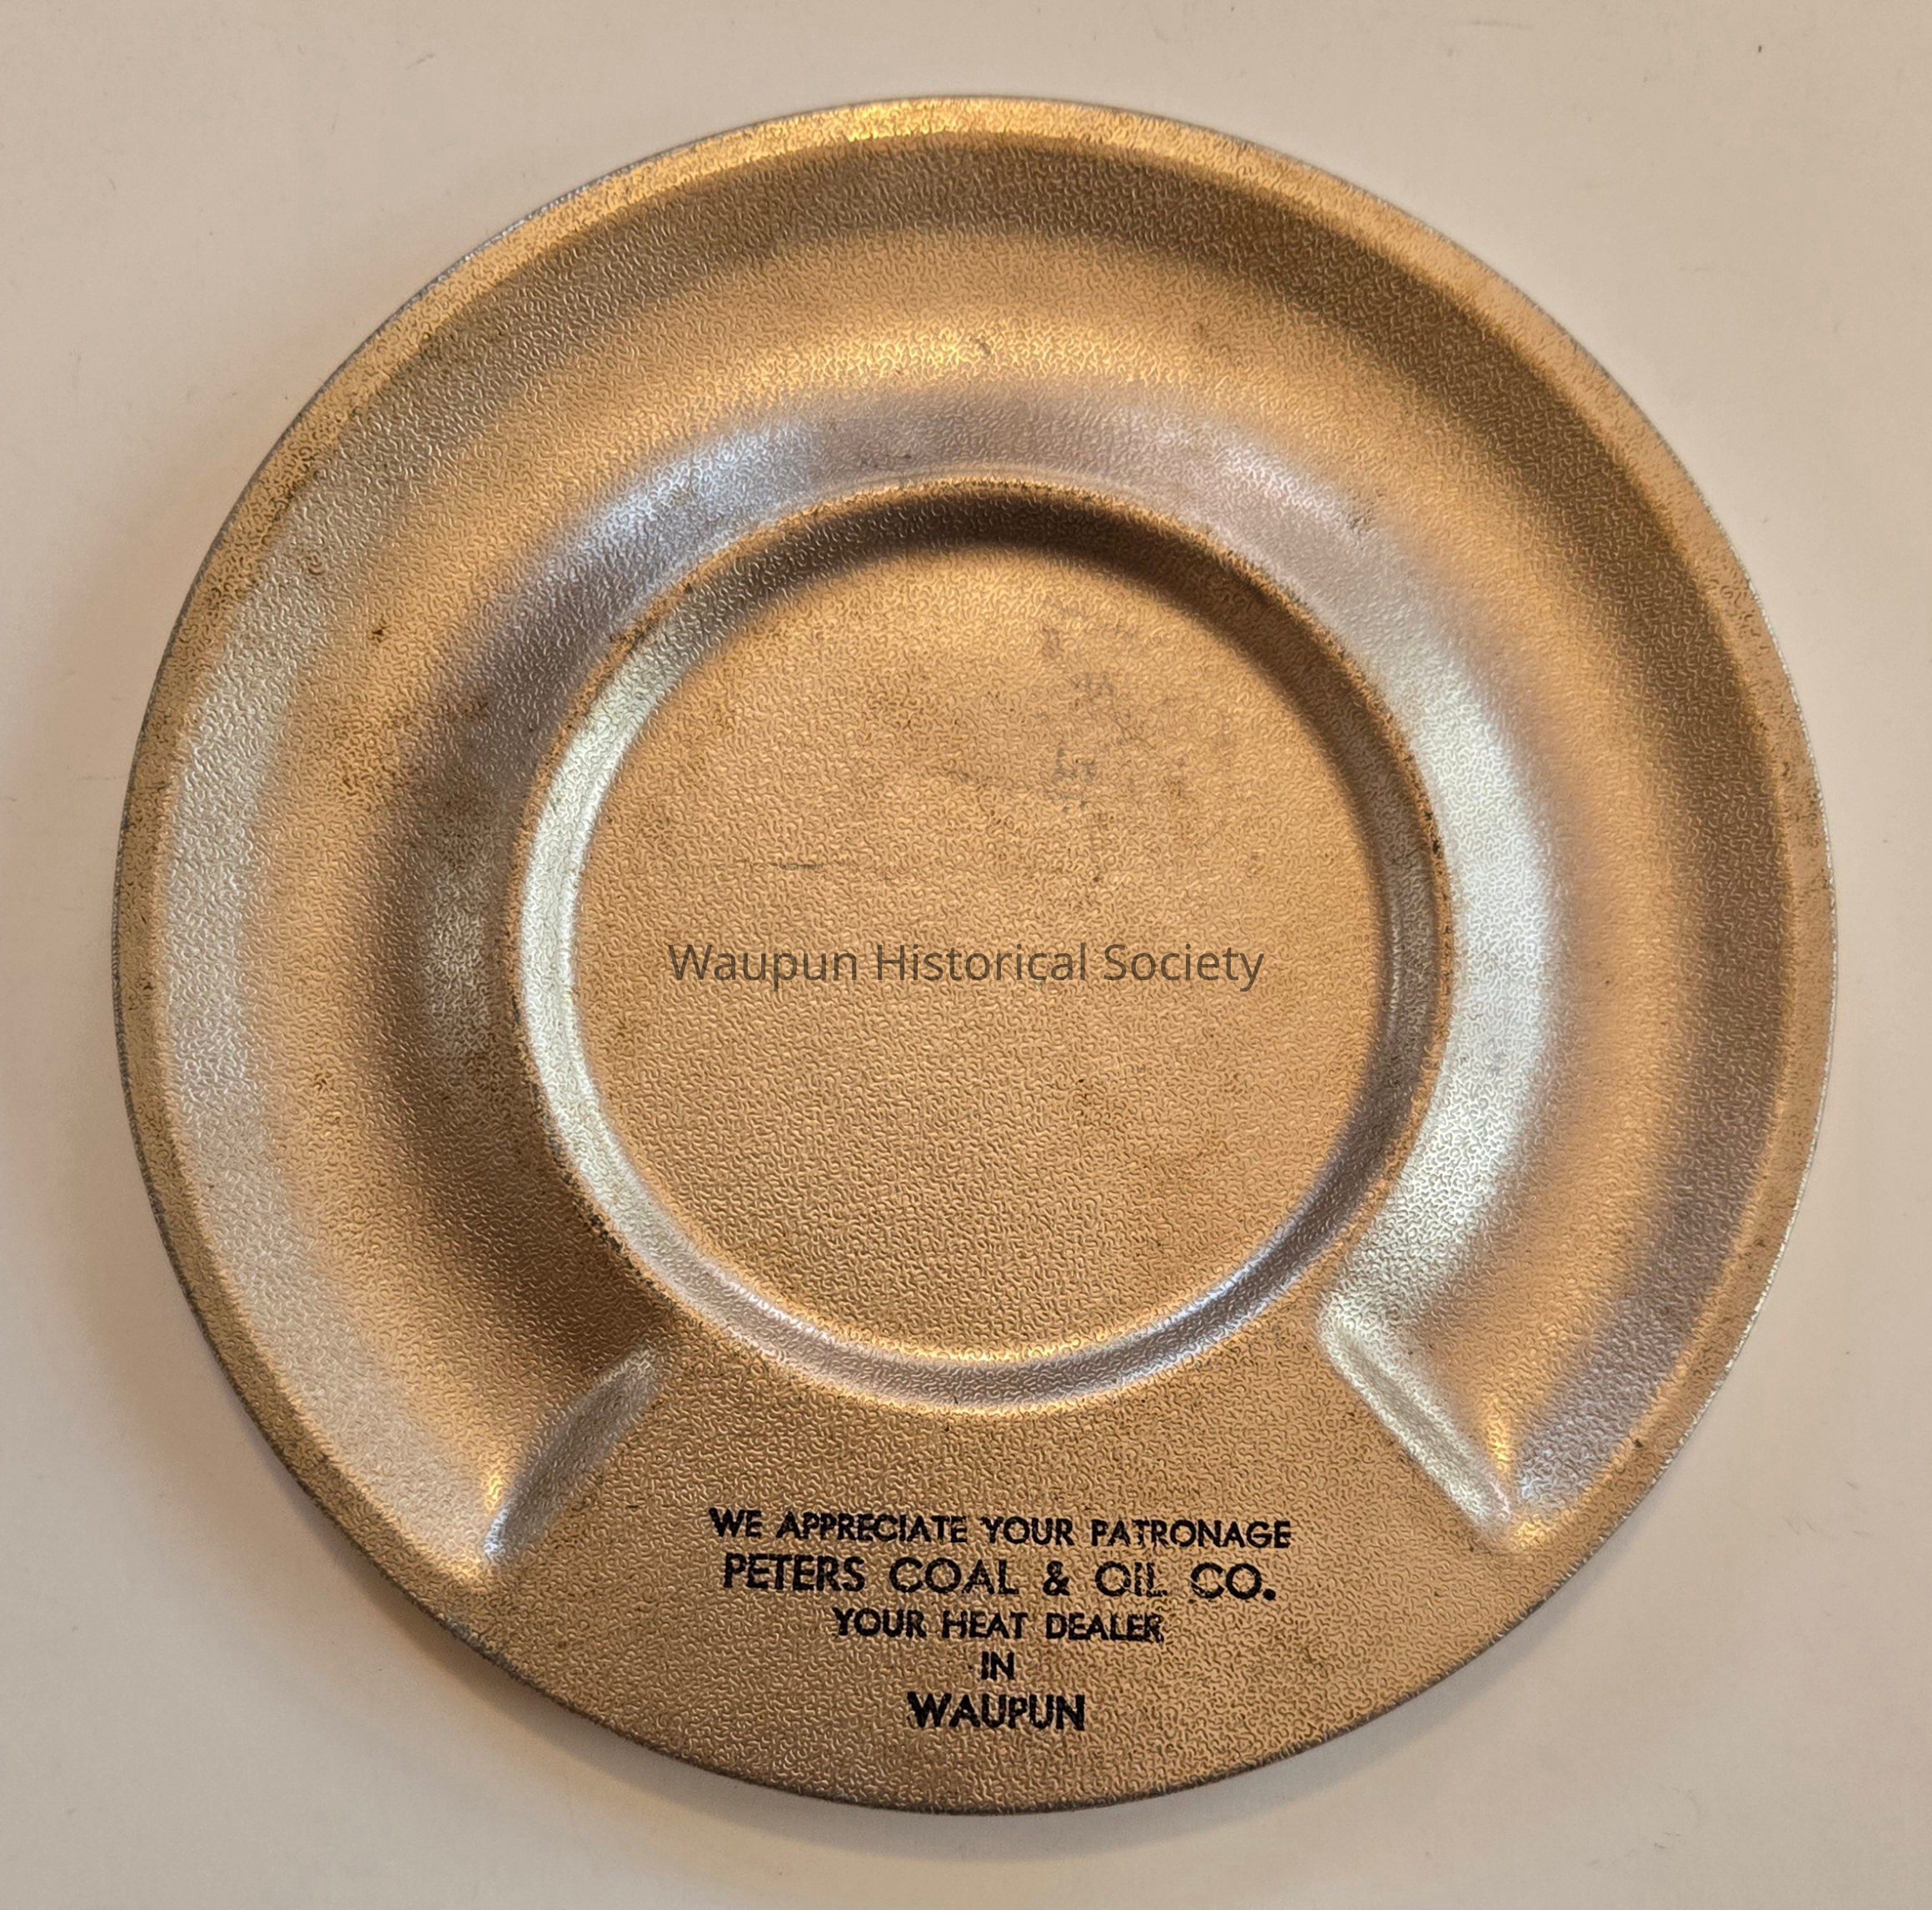 Waupun Historical Society
WE APPRECIATE YOUR PATRONAGE
PETERS COAL & OIL CO.
YOUR HEAT DEALER
IN
WAUPUN